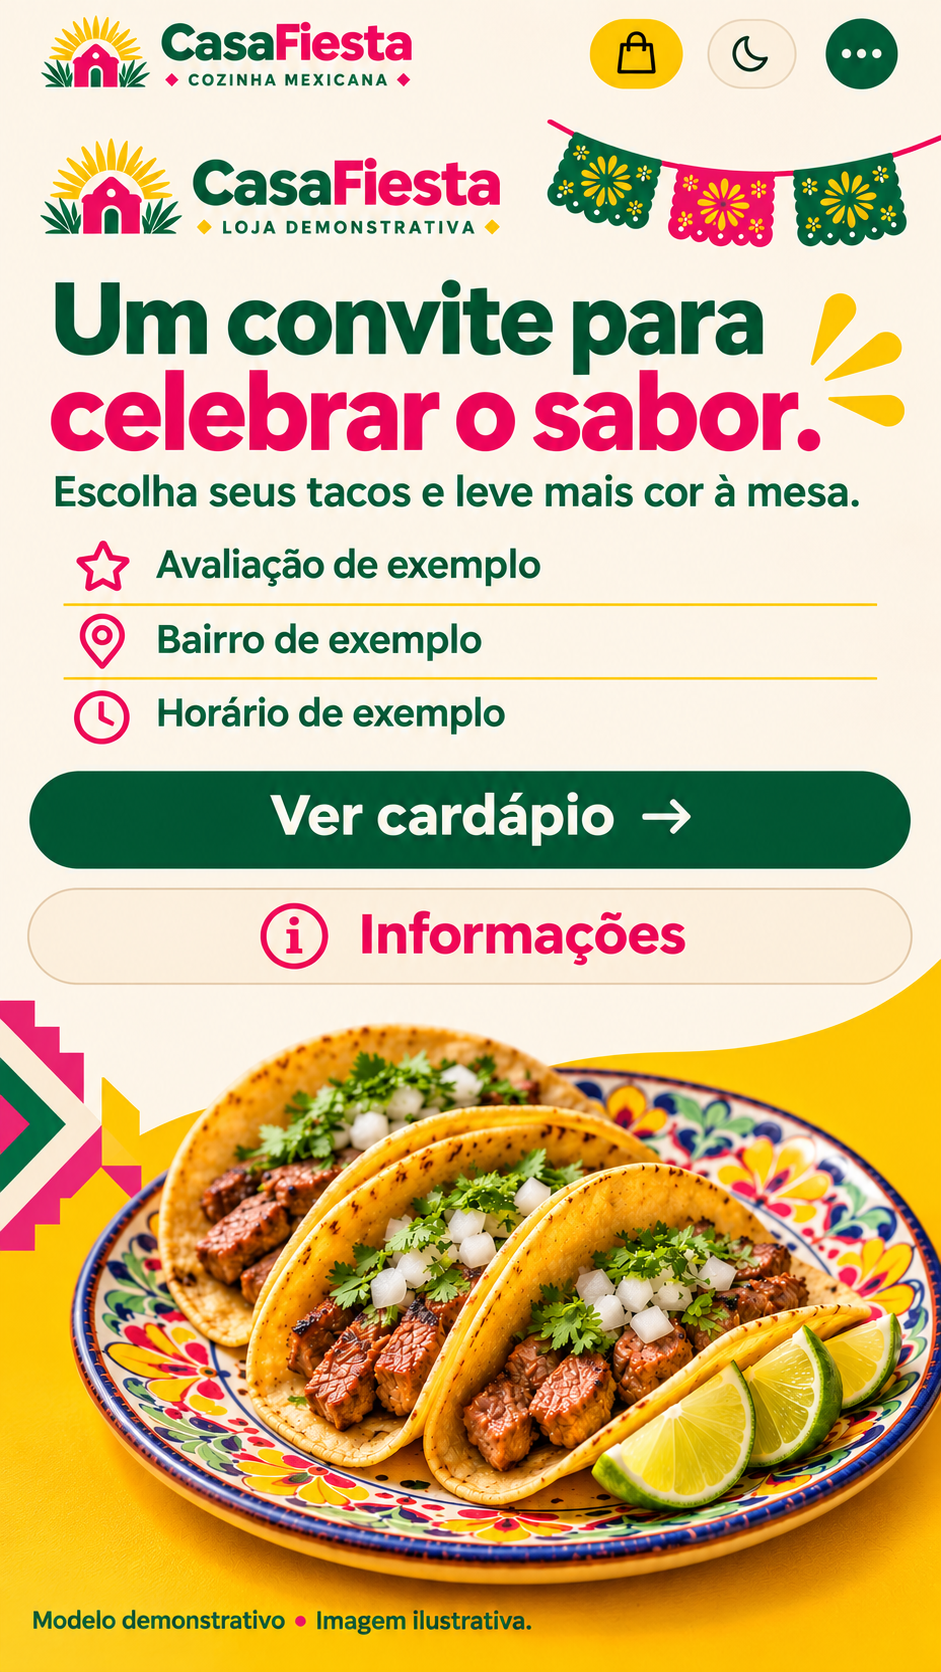 CasaFiesta
COZINHA MEXICANA
CasaFiesta
LOJA DEMONSTRATIVA
Um convite para
celebrar o sabor.
Escolha seus tacos e leve mais cor à mesa.
Avaliação de exemplo
Bairro de exemplo
Horário de exemplo
Ver cardápio →
Informações
Modelo demonstrativo • Imagem ilustrativa.